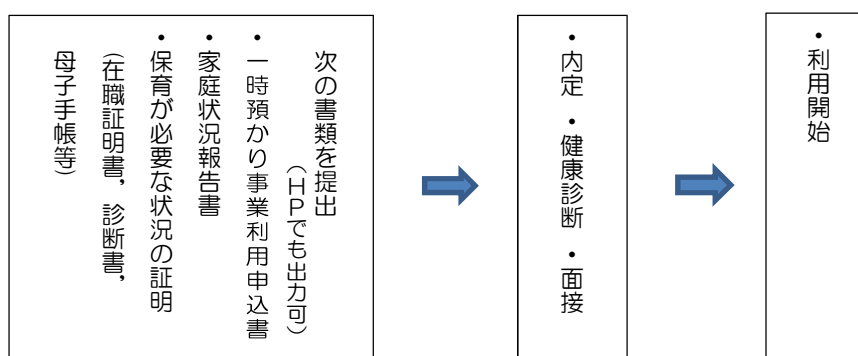 次の書類を提出
(HPでも出力可)
・一時預かり事業利用申込書
・家庭状況報告書
・保育が必要な状況の証明
(在職証明書，診断書，
母子手帳等)
・内定 ・健康診断 ・面接
・利用開始